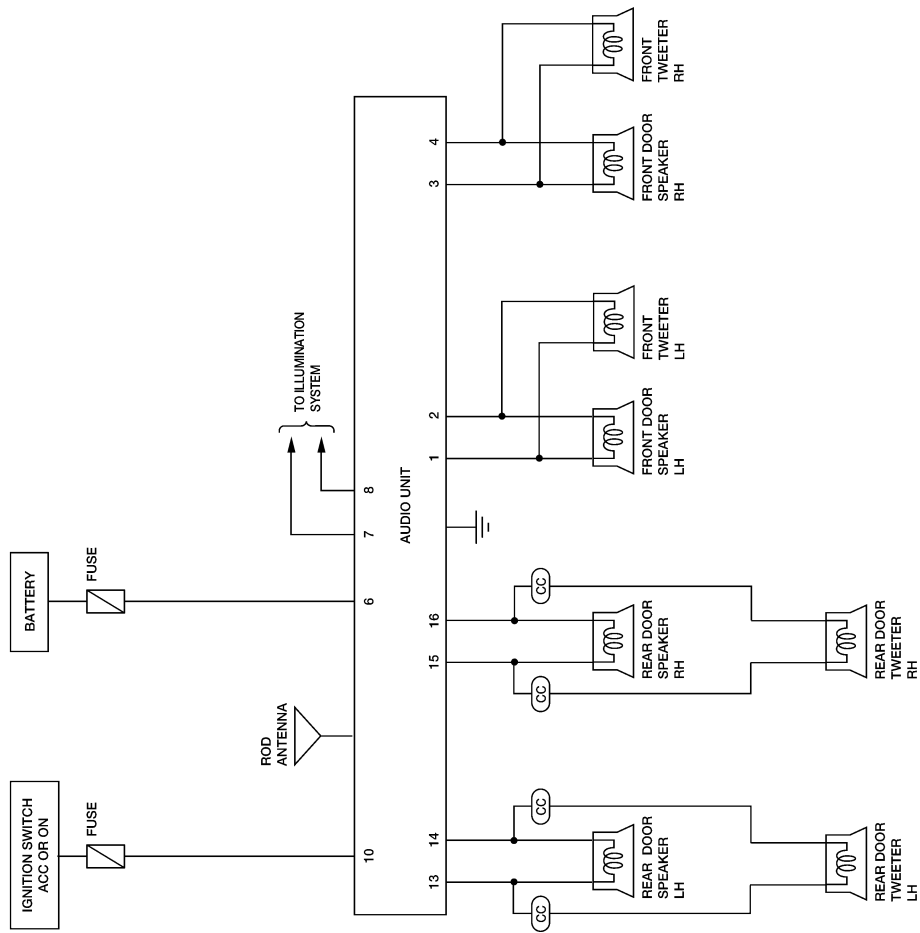 IGNITION SWITCH
ACC OR ON
BATTERY
FUSE
FUSE
ROD
ANTENNA
TO ILLUMINATION
SYSTEM
10
6
7
8
AUDIO UNIT
13
14
15
16
1
2
3
4
CC
CC
CC
CC
REAR DOOR
SPEAKER
LH
REAR DOOR
SPEAKER
RH
FRONT DOOR
SPEAKER
LH
FRONT
TWEETER
LH
FRONT DOOR
SPEAKER
RH
FRONT
TWEETER
RH
REAR DOOR
TWEETER
LH
REAR DOOR
TWEETER
RH